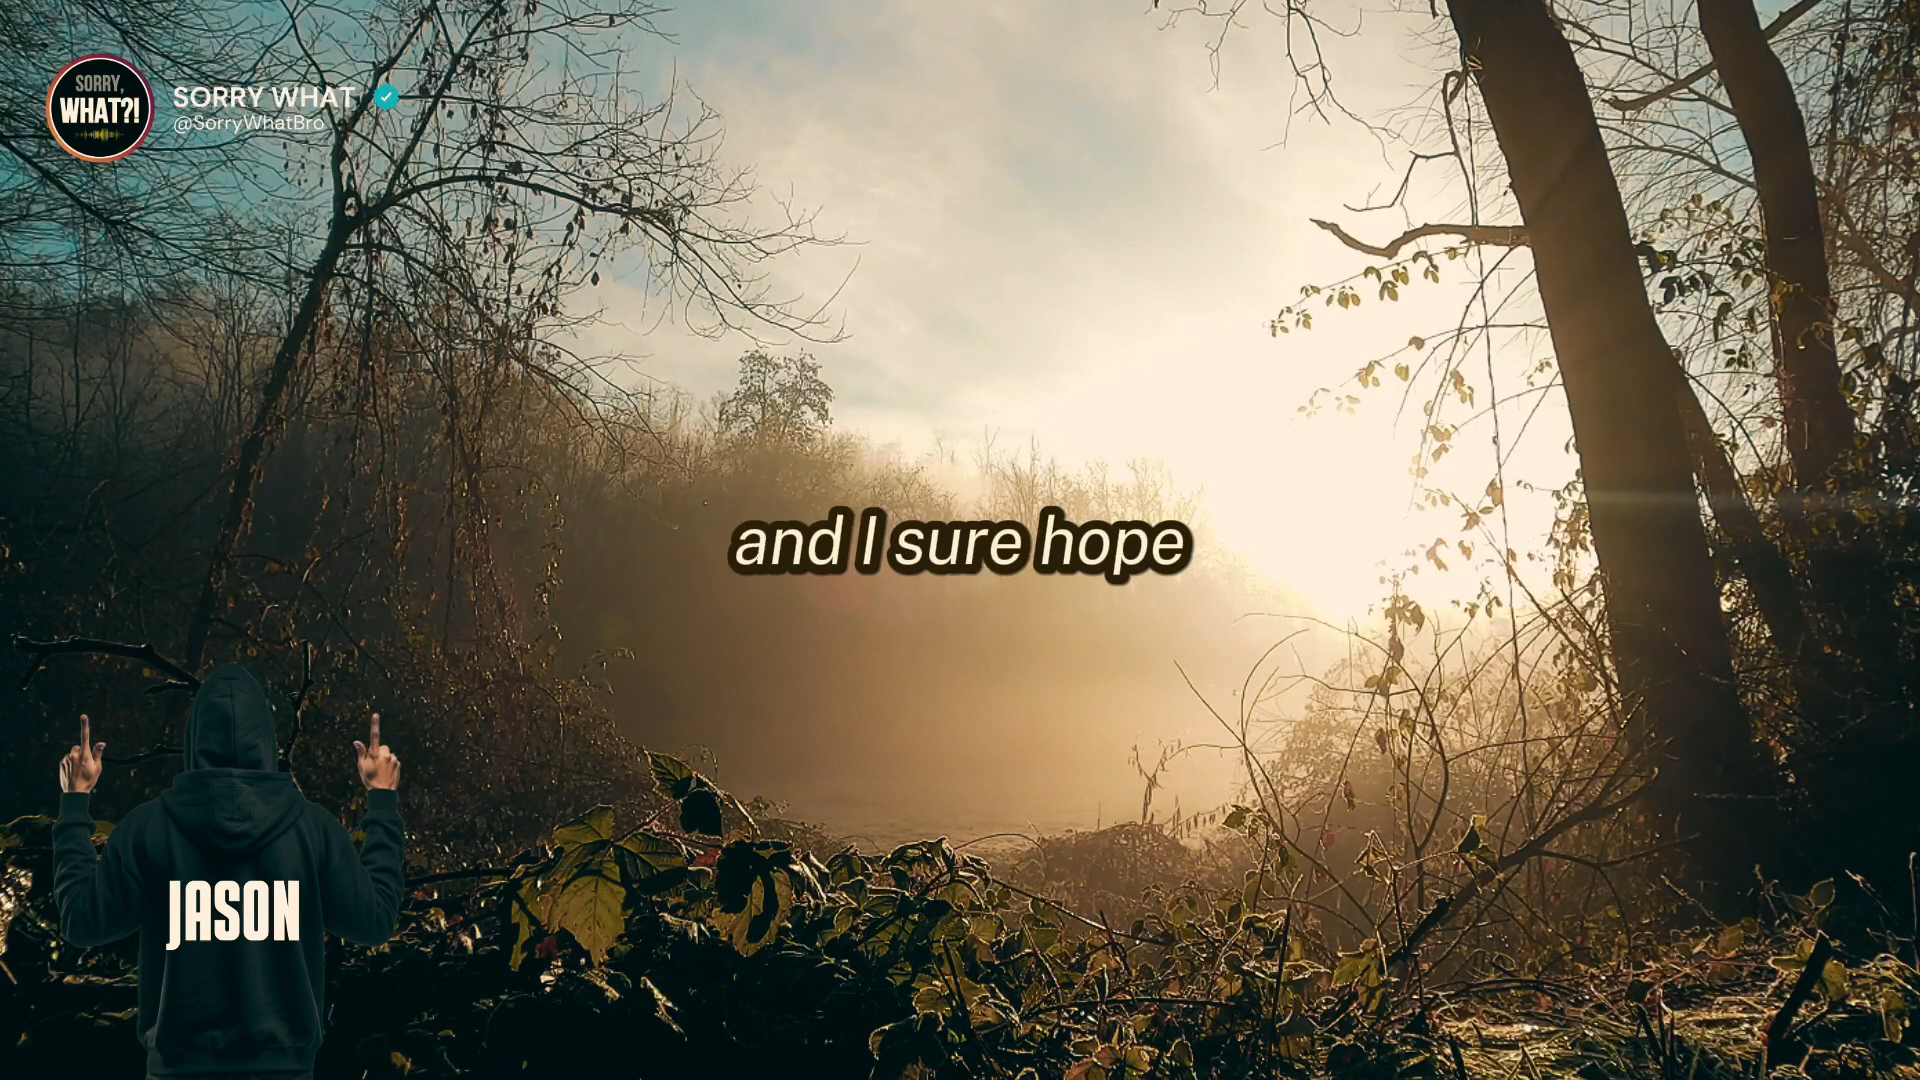 SORRY,
WHAT?!
SORRY WHAT
@SorryWhatBro
and I sure hope
JASON